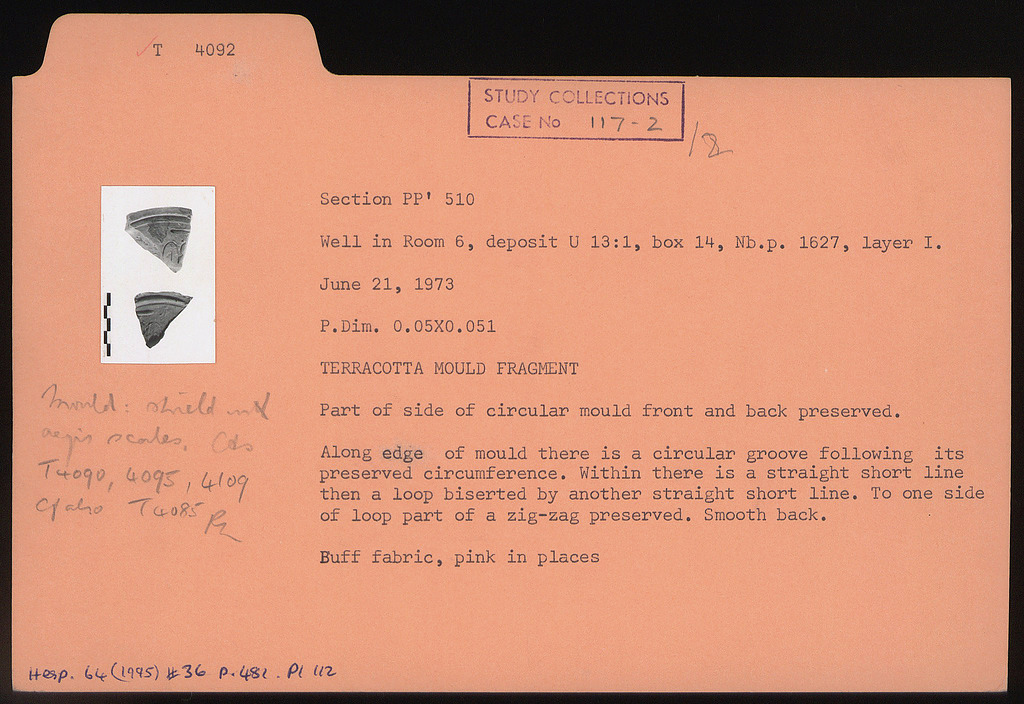 ✓T 4092
STUDY COLLECTIONS
CASE No 117-2
/8
Section PP' 510
Well in Room 6, deposit U 13:1, box 14, Nb.p. 1627, layer I.
June 21, 1973
P.Dim. 0.05X0.051
TERRACOTTA MOULD FRAGMENT
Part of side of circular mould front and back preserved.
Along edge of mould there is a circular groove following its
preserved circumference. Within there is a straight short line
then a loop biserted by another straight short line. To one side
of loop part of a zig-zag preserved. Smooth back.
Buff fabric, pink in places
Mould: shield with
aegis scales.
T4090, 4095, 4109
Cf also T4085
Hesp. 64 (1995) #36 p. 482. Pl 112